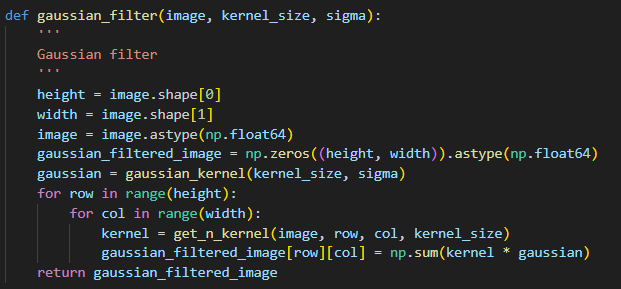 def gaussian_filter(image, kernel_size, sigma):
    '''
    Gaussian filter
    '''
    height = image.shape[0]
    width = image.shape[1]
    image = image.astype(np.float64)
    gaussian_filtered_image = np.zeros((height, width)).astype(np.float64)
    gaussian = gaussian_kernel(kernel_size, sigma)
    for row in range(height):
        for col in range(width):
            kernel = get_n_kernel(image, row, col, kernel_size)
            gaussian_filtered_image[row][col] = np.sum(kernel * gaussian)
    return gaussian_filtered_image